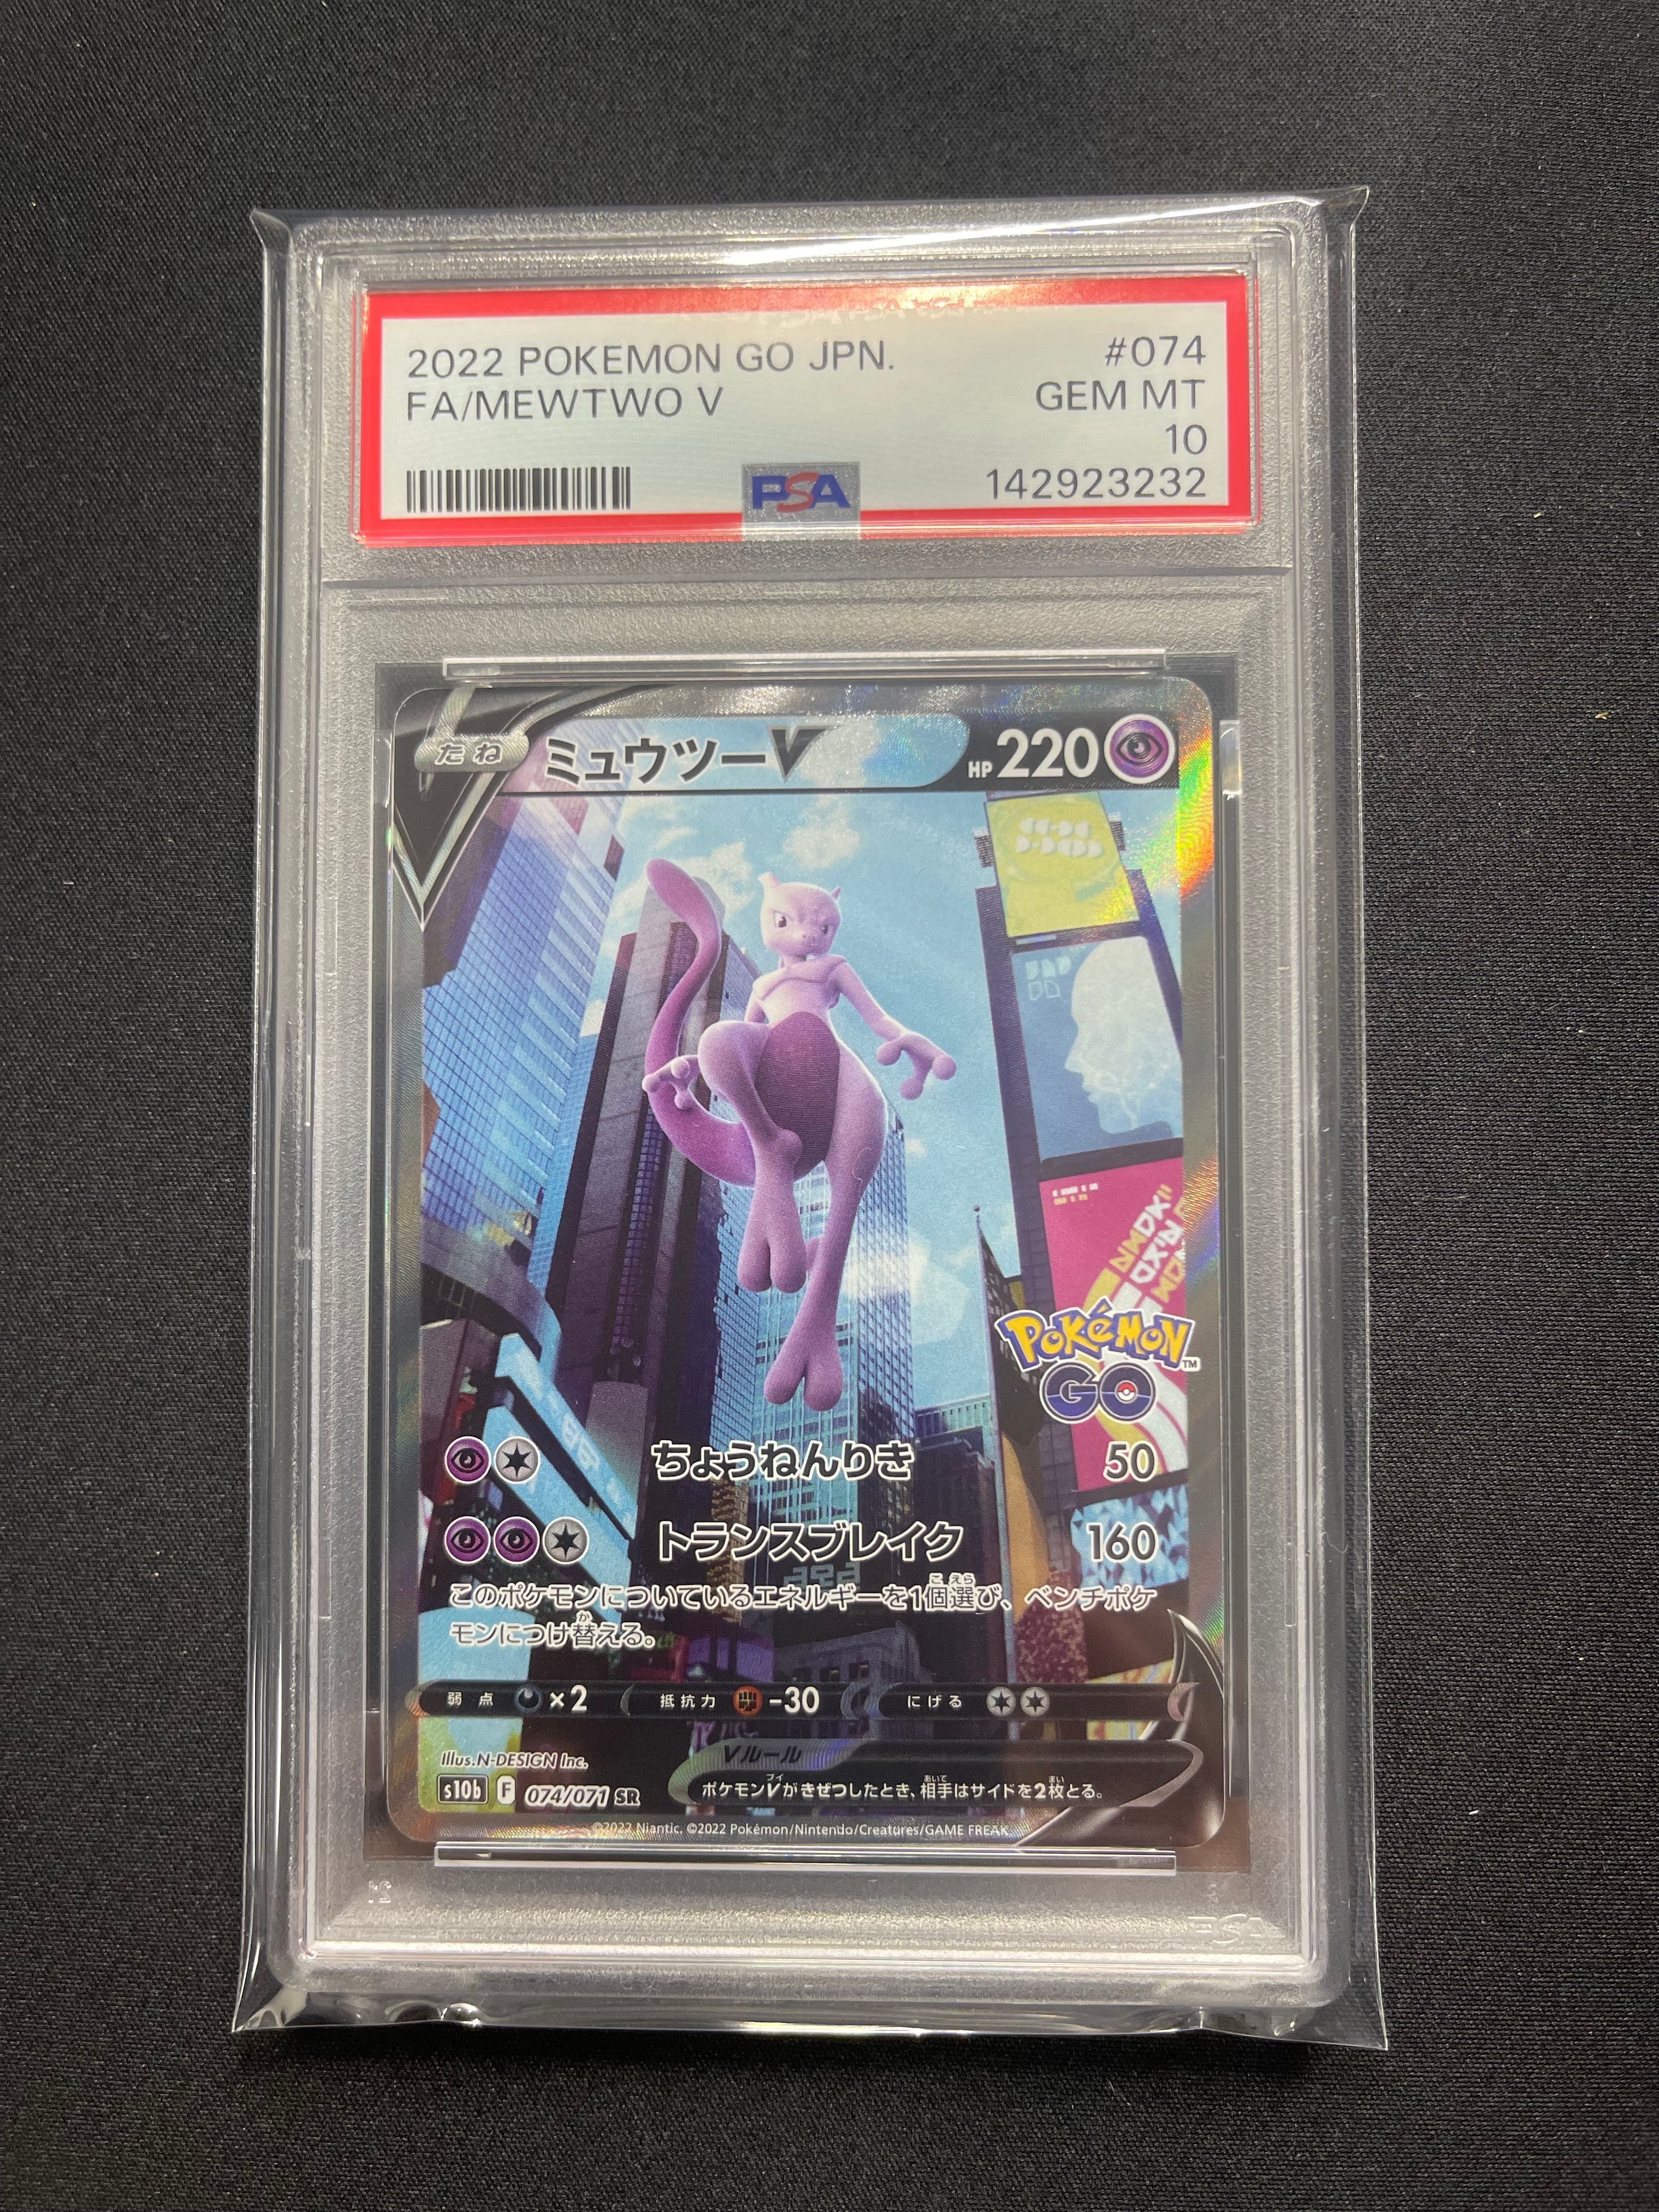 2022 POKEMON GO JPN. #074
FA/MEWTWO V GEM MT
10
PSA 142923232
たね ミュウツーV HP 220
Pokémon™
GO
ちょうねんりき 50
トランスブレイク 160
このポケモンについているエネルギーを1個選び、ベンチポケ
モンにつけ替える。
弱点 ×2 抵抗力 -30 にげる
Illus.N-DESIGN Inc.
Vルール
s10b F 074/071 SR
ポケモンVがきぜつしたとき、相手はサイドを2枚とる。
©2022 Niantic. ©2022 Pokémon/Nintendo/Creatures/GAME FREAK.